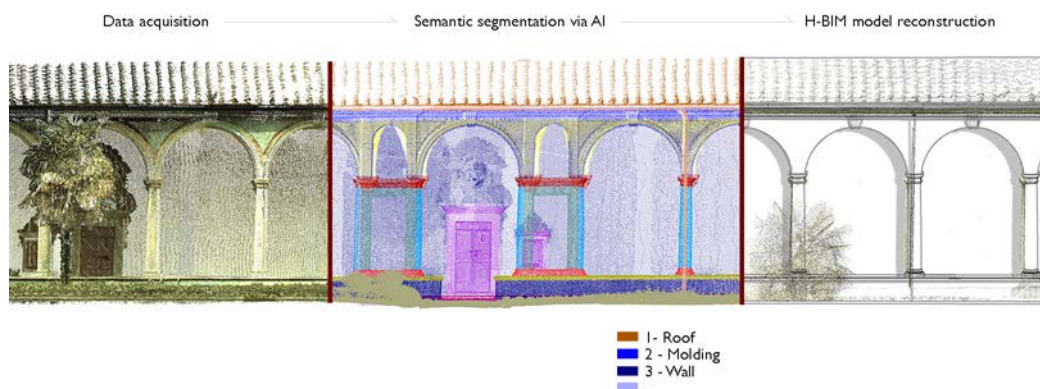 Data acquisition
Semantic segmentation via AI
H-BIM model reconstruction
1- Roof
2 - Molding
3 - Wall